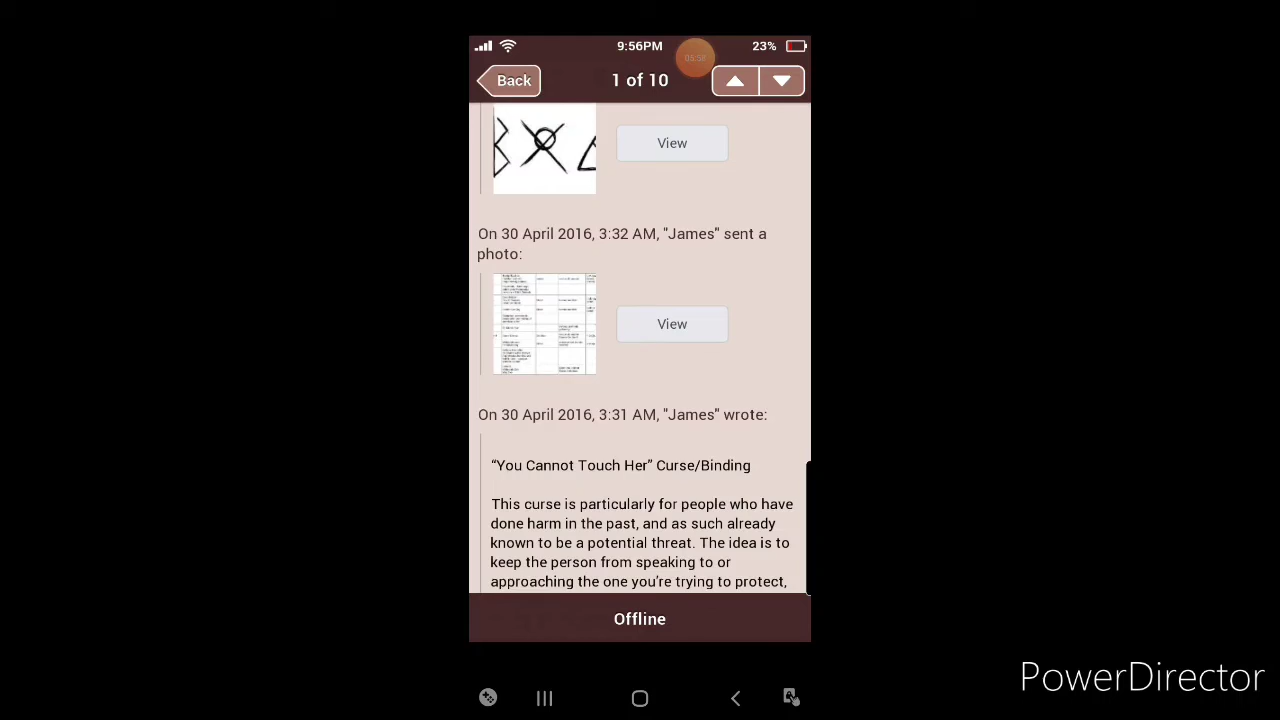 9:56PM
23%
Back
1 of 10
View
On 30 April 2016, 3:32 AM, "James" sent a
photo:
View
On 30 April 2016, 3:31 AM, "James" wrote:
“You Cannot Touch Her” Curse/Binding
This curse is particularly for people who have
done harm in the past, and as such already
known to be a potential threat. The idea is to
keep the person from speaking to or
approaching the one you’re trying to protect,
Offline
PowerDirector